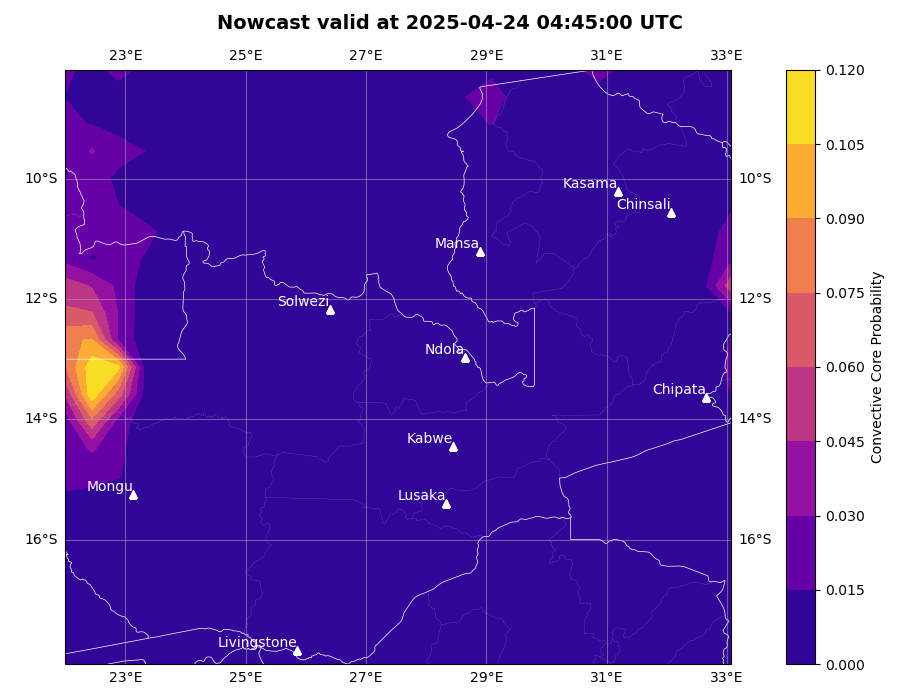 Nowcast valid at 2025-04-24 04:45:00 UTC
23°E 25°E 27°E 29°E 31°E 33°E
0.120
0.105
10°S 10°S
Kasama
Chinsali
0.090
Mansa
0.075
12°S 12°S
Solwezi
Ndola
0.060
Convective Core Probability
Chipata
14°S 14°S
Kabwe
0.045
Mongu
Lusaka
0.030
16°S 16°S
0.015
Livingstone
0.000
23°E 25°E 27°E 29°E 31°E 33°E